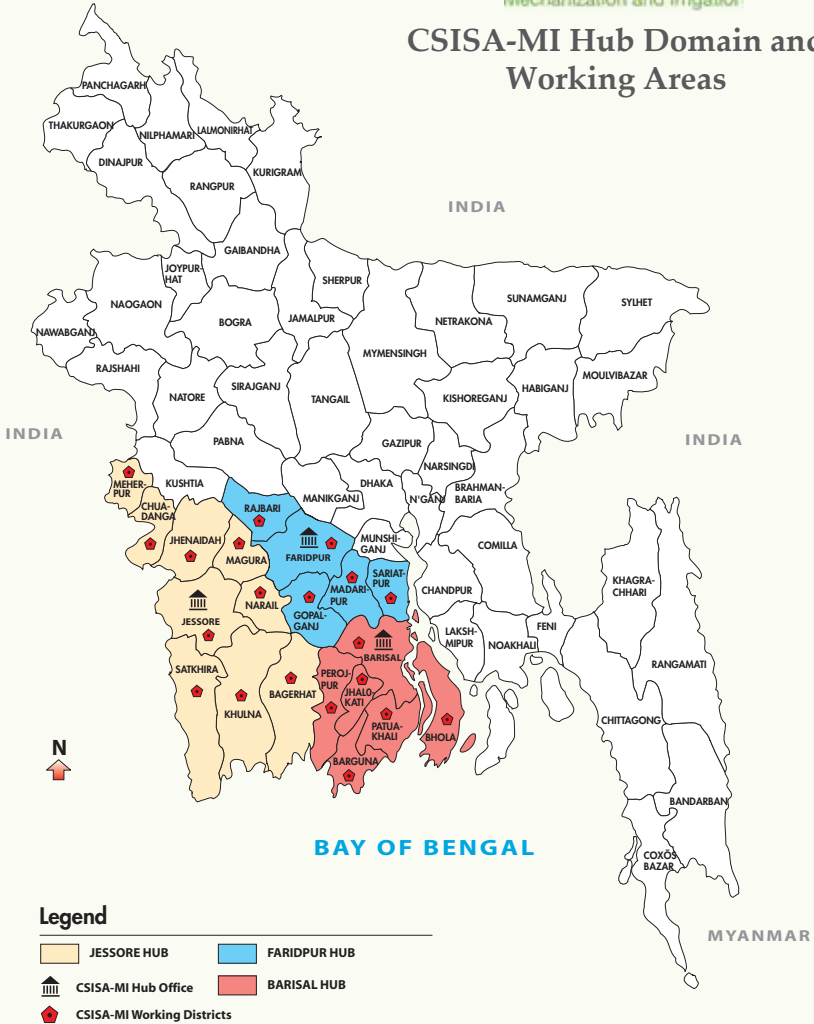 Mechanization and Irrigation
CSISA-MI Hub Domain and
Working Areas
PANCHAGARH
THAKURGAON
NILPHAMARI
LALMONIRHAT
DINAJPUR
RANGPUR
KURIGRAM
INDIA
GAIBANDHA
JOYPUR-
HAT
SHERPUR
NAOGAON
SUNAMGANJ
SYLHET
BOGRA
JAMALPUR
NETRAKONA
NAWABGANJ
MYMENSINGH
RAJSHAHI
MOULVIBAZAR
SIRAJGANJ
HABIGANJ
NATORE
TANGAIL
KISHOREGANJ
INDIA
PABNA
GAZIPUR
INDIA
NARSINGDI
MEHER-
PUR
KUSHTIA
DHAKA
BRAHMAN-
BARIA
MANIKGANJ
N'GANJ
CHUA-
DANGA
RAJBARI
JHENAIDAH
MUNSHI-
GANJ
COMILLA
MAGURA
FARIDPUR
SARIAT-
PUR
KHAGRA-
CHHARI
MADARI-
PUR
CHANDPUR
NARAIL
GOPAL-
GANJ
JESSORE
FENI
LAKSH-
MIPUR
NOAKHALI
BARISAL
RANGAMATI
SATKHIRA
PEROJ-
PUR
BAGERHAT
JHALO-
KATI
KHULNA
CHITTAGONG
PATUA-
KHALI
BHOLA
N
BARGUNA
BANDARBAN
BAY OF BENGAL
COXÕS
BAZAR
Legend
MYANMAR
JESSORE HUB
FARIDPUR HUB
CSISA-MI Hub Office
BARISAL HUB
CSISA-MI Working Districts